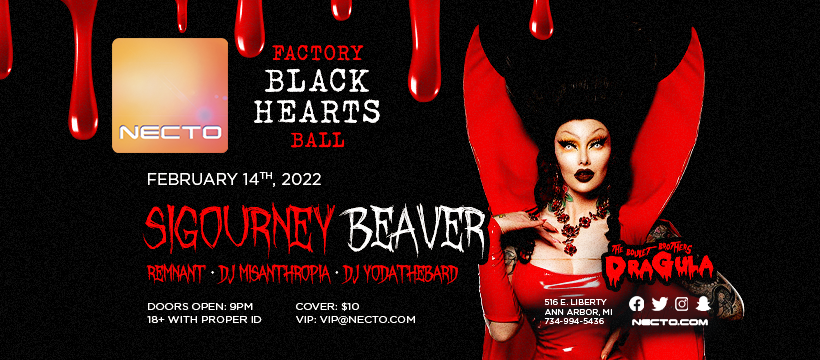 NECTO
FACTORY
BLACK
HEARTS
BALL
FEBRUARY 14TH, 2022
SIGOURNEY BEAVER
REMNANT • DJ MISANTHROPIA • DJ YODATHEBARD
DOORS OPEN: 9PM
18+ WITH PROPER ID
COVER: $10
VIP: VIP@NECTO.COM
THE BOULET BROTHERS
DRAGULA
516 E. LIBERTY
ANN ARBOR, MI
734-994-5436
NECTO.COM